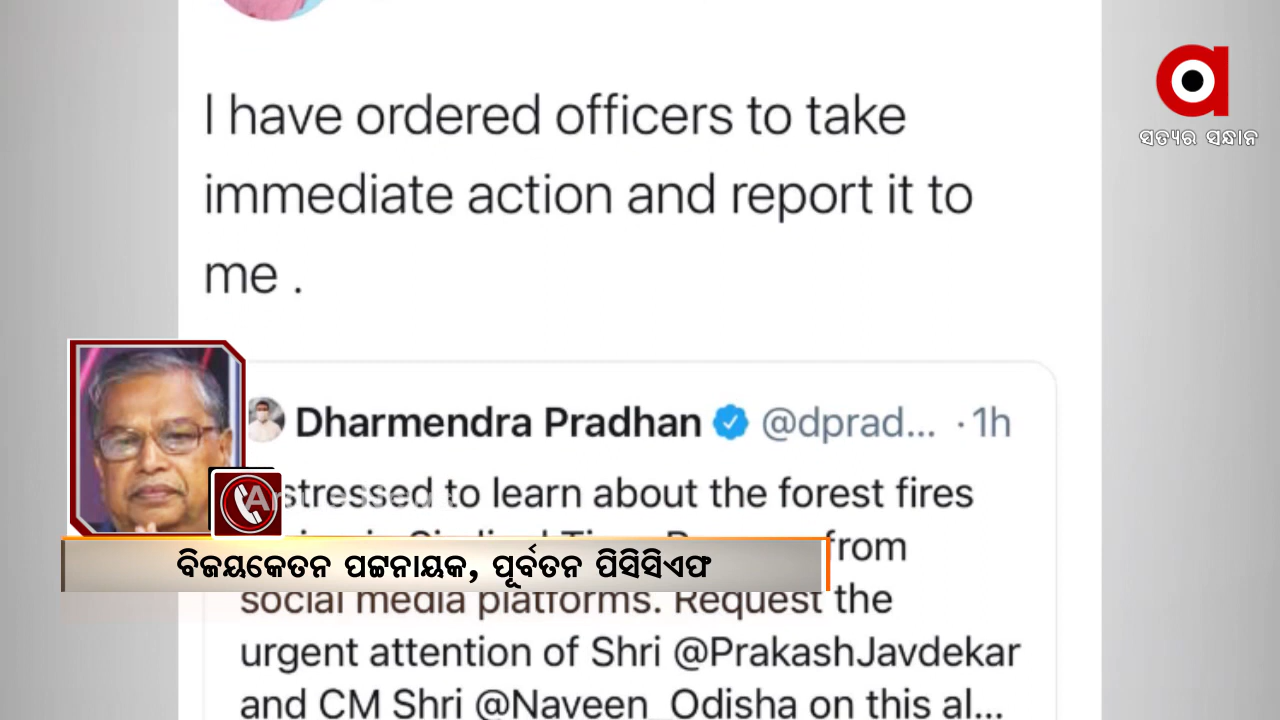 I have ordered officers to take
immediate action and report it to
me .
ସତ୍ୟର ସନ୍ଧାନ
Dharmendra Pradhan @dprad... · 1h
stressed to learn about the forest fires
from
social media platforms. Request the
urgent attention of Shri @PrakashJavdekar
and CM Shri @Naveen_Odisha on this al...
ବିଜୟକେତନ ପଟ୍ଟନାୟକ, ପୂର୍ବତନ ପିସିସିଏଫ